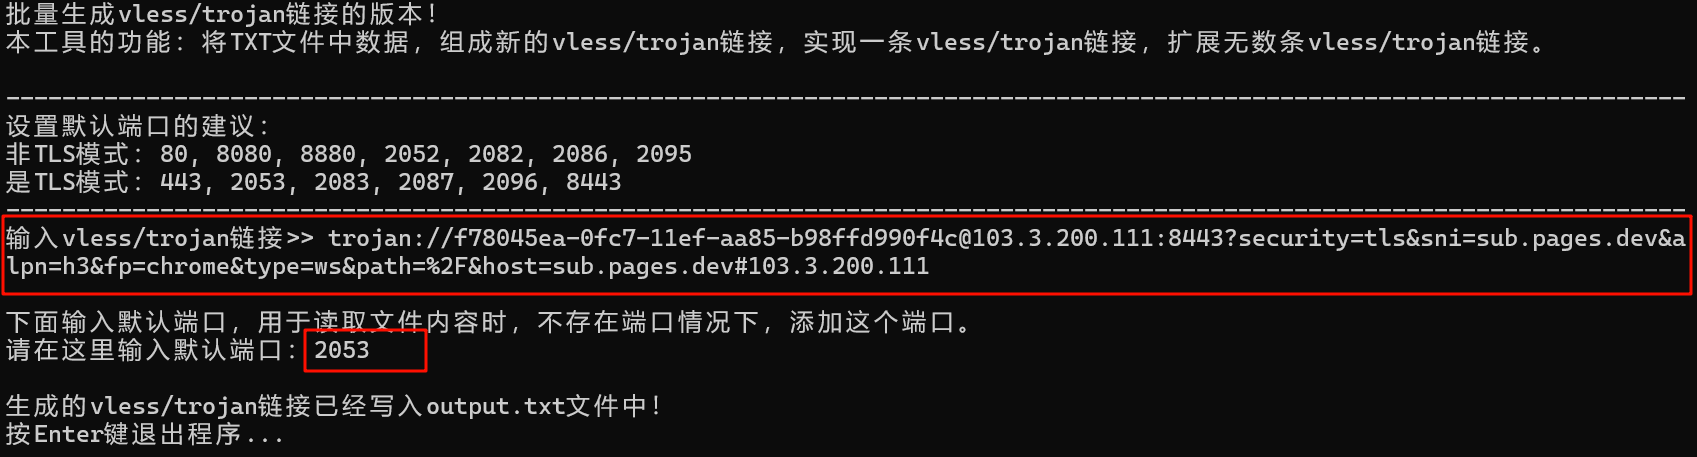 批量生成vless/trojan链接的版本！
本工具的功能：将TXT文件中数据，组成新的vless/trojan链接，实现一条vless/trojan链接，扩展无数条vless/trojan链接。
------------------------------------------------------------------------------------------------------------------------
设置默认端口的建议：
非TLS模式：80, 8080, 8880, 2052, 2082, 2086, 2095
是TLS模式：443, 2053, 2083, 2087, 2096, 8443
------------------------------------------------------------------------------------------------------------------------
输入vless/trojan链接>> trojan://f78045ea-0fc7-11ef-aa85-b98ffd990f4c@103.3.200.111:8443?security=tls&sni=sub.pages.dev&a
lpn=h3&fp=chrome&type=ws&path=%2F&host=sub.pages.dev#103.3.200.111
下面输入默认端口，用于读取文件内容时，不存在端口情况下，添加这个端口。
请在这里输入默认端口：2053
生成的vless/trojan链接已经写入output.txt文件中！
按Enter键退出程序...